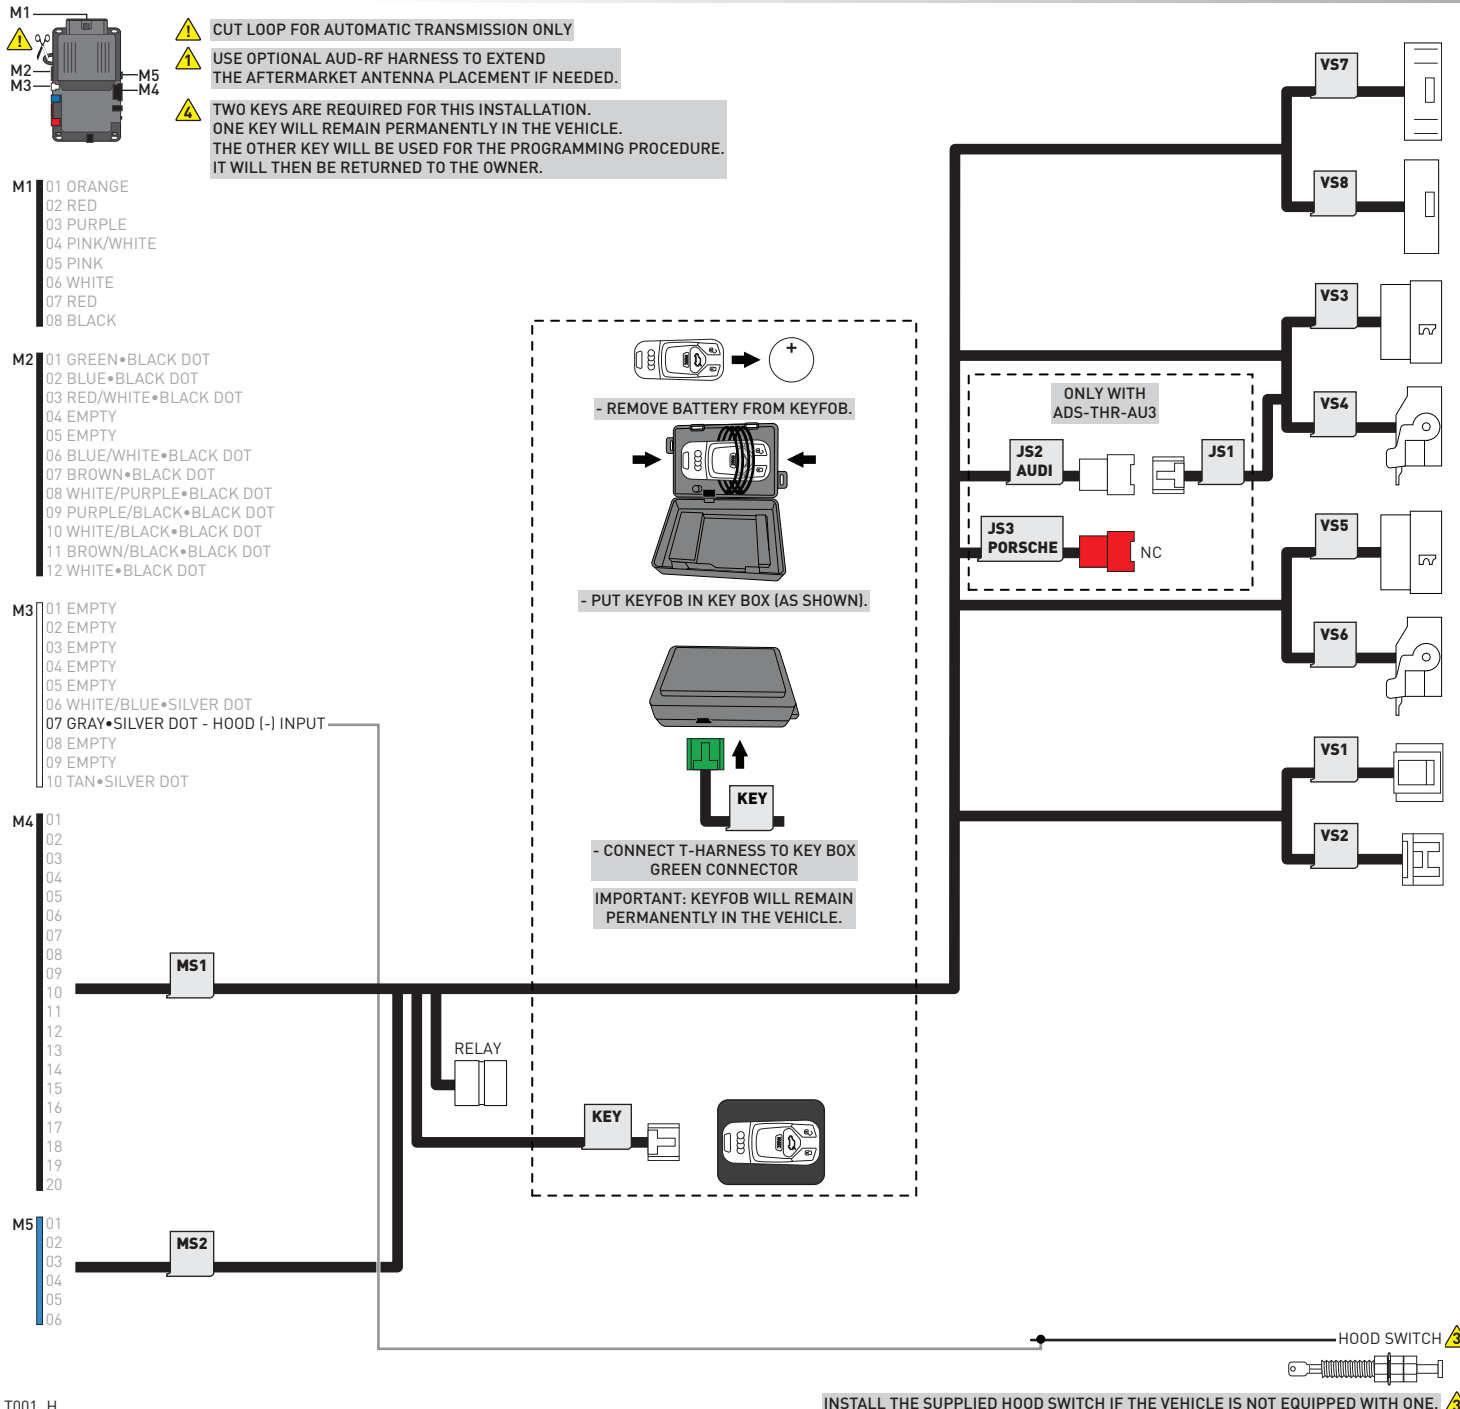 M1
M2
M3
M5
M4
CUT LOOP FOR AUTOMATIC TRANSMISSION ONLY
1 USE OPTIONAL AUD-RF HARNESS TO EXTEND
THE AFTERMARKET ANTENNA PLACEMENT IF NEEDED.
4 TWO KEYS ARE REQUIRED FOR THIS INSTALLATION.
ONE KEY WILL REMAIN PERMANENTLY IN THE VEHICLE.
THE OTHER KEY WILL BE USED FOR THE PROGRAMMING PROCEDURE.
IT WILL THEN BE RETURNED TO THE OWNER.
M1 01 ORANGE
02 RED
03 PURPLE
04 PINK/WHITE
05 PINK
06 WHITE
07 RED
08 BLACK
M2 01 GREEN•BLACK DOT
02 BLUE•BLACK DOT
03 RED/WHITE•BLACK DOT
04 EMPTY
05 EMPTY
06 BLUE/WHITE•BLACK DOT
07 BROWN•BLACK DOT
08 WHITE/PURPLE•BLACK DOT
09 PURPLE/BLACK•BLACK DOT
10 WHITE/BLACK•BLACK DOT
11 BROWN/BLACK•BLACK DOT
12 WHITE•BLACK DOT
M3 01 EMPTY
02 EMPTY
03 EMPTY
04 EMPTY
05 EMPTY
06 WHITE/BLUE•SILVER DOT
07 GRAY•SILVER DOT - HOOD (-) INPUT
08 EMPTY
09 EMPTY
10 TAN•SILVER DOT
M4 01
02
03
04
05
06
07
08
09
10
11
12
13
14
15
16
17
18
19
20
MS1
M5 01
02
03
04
05
06
MS2
RELAY
KEY
+
- REMOVE BATTERY FROM KEYFOB.
- PUT KEYFOB IN KEY BOX (AS SHOWN).
KEY
- CONNECT T-HARNESS TO KEY BOX
GREEN CONNECTOR
IMPORTANT: KEYFOB WILL REMAIN
PERMANENTLY IN THE VEHICLE.
VS7
VS8
VS3
VS4
ONLY WITH
ADS-THR-AU3
JS2
AUDI
JS1
JS3
PORSCHE
NC
VS5
VS6
VS1
VS2
HOOD SWITCH 3
INSTALL THE SUPPLIED HOOD SWITCH IF THE VEHICLE IS NOT EQUIPPED WITH ONE. 3
T001_H